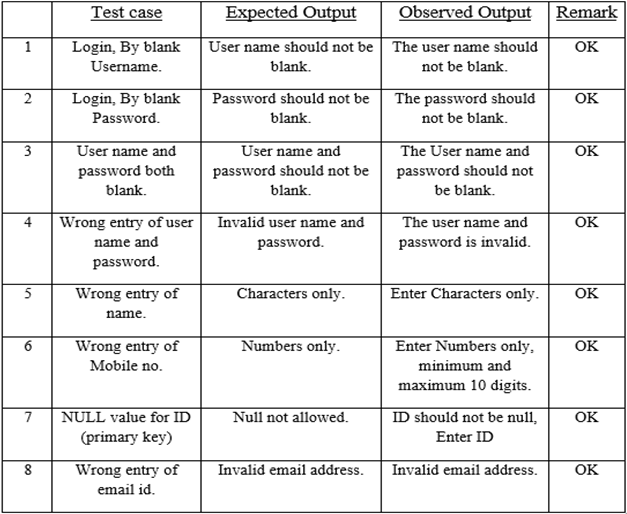 Test case Expected Output Observed Output Remark
1 Login, By blank User name should not be The user name should OK
Username. blank. not be blank.
2 Login, By blank Password should not be The password should OK
Password. blank. not be blank.
3 User name and User name and The User name and OK
password both password should not be password should not
blank. blank. be blank.
4 Wrong entry of user Invalid user name and The user name and OK
name and password. password is invalid.
password.
5 Wrong entry of Characters only. Enter Characters only. OK
name.
6 Wrong entry of Numbers only. Enter Numbers only, OK
Mobile no. minimum and
maximum 10 digits.
7 NULL value for ID Null not allowed. ID should not be null, OK
(primary key) Enter ID
8 Wrong entry of Invalid email address. Invalid email address. OK
email id.